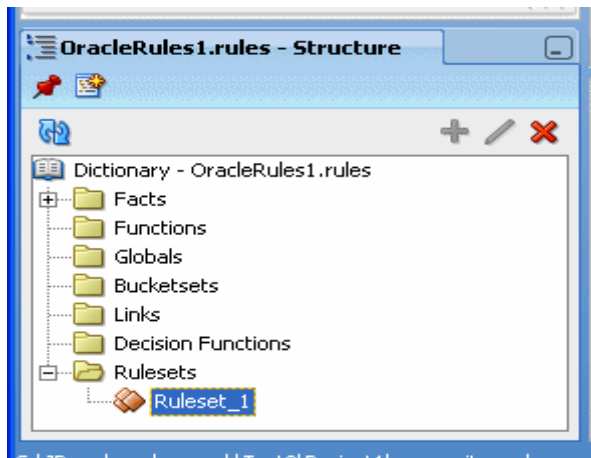 OracleRules1.rules - Structure
Dictionary - OracleRules1.rules
Facts
Functions
Globals
Bucketsets
Links
Decision Functions
Rulesets
Ruleset_1